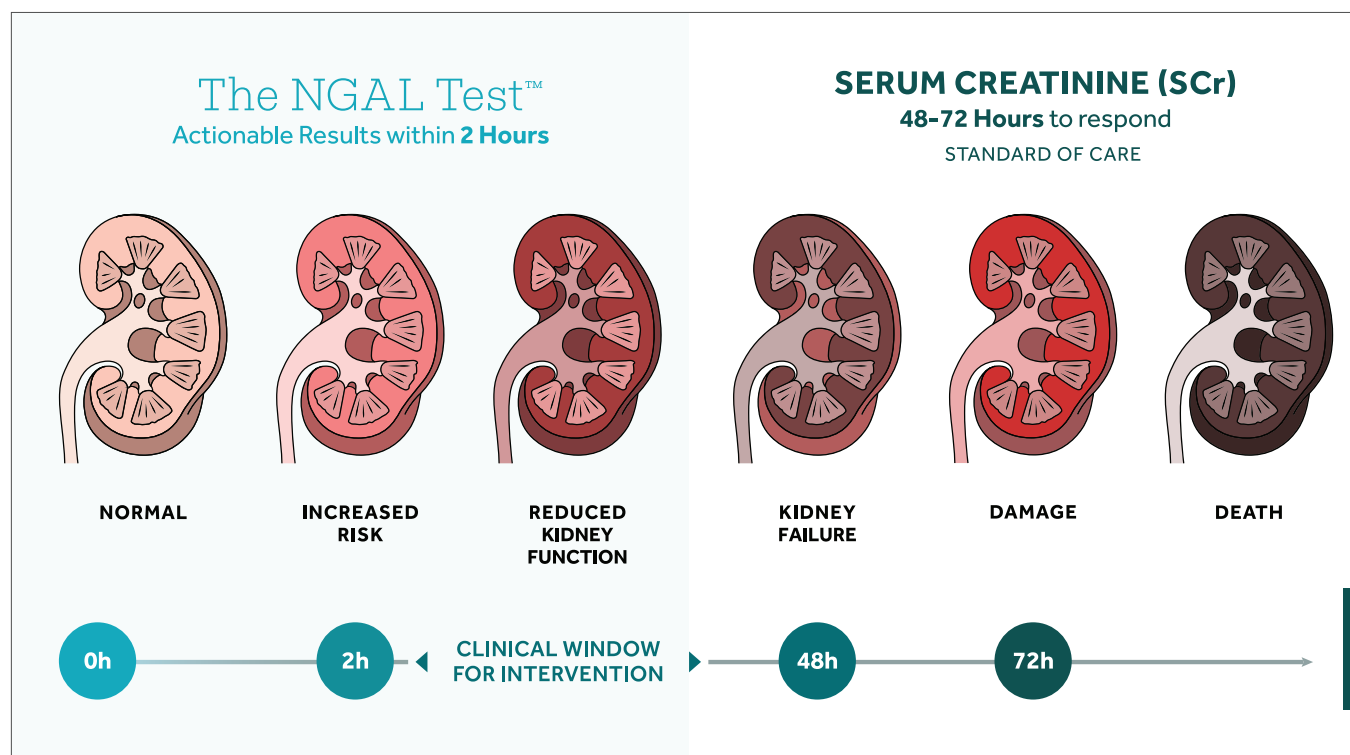 The NGAL Test™
Actionable Results within 2 Hours
SERUM CREATININE (SCr)
48-72 Hours to respond
STANDARD OF CARE
NORMAL
INCREASED
RISK
REDUCED
KIDNEY
FUNCTION
KIDNEY
FAILURE
DAMAGE
DEATH
0h
2h
CLINICAL WINDOW
FOR INTERVENTION
48h
72h